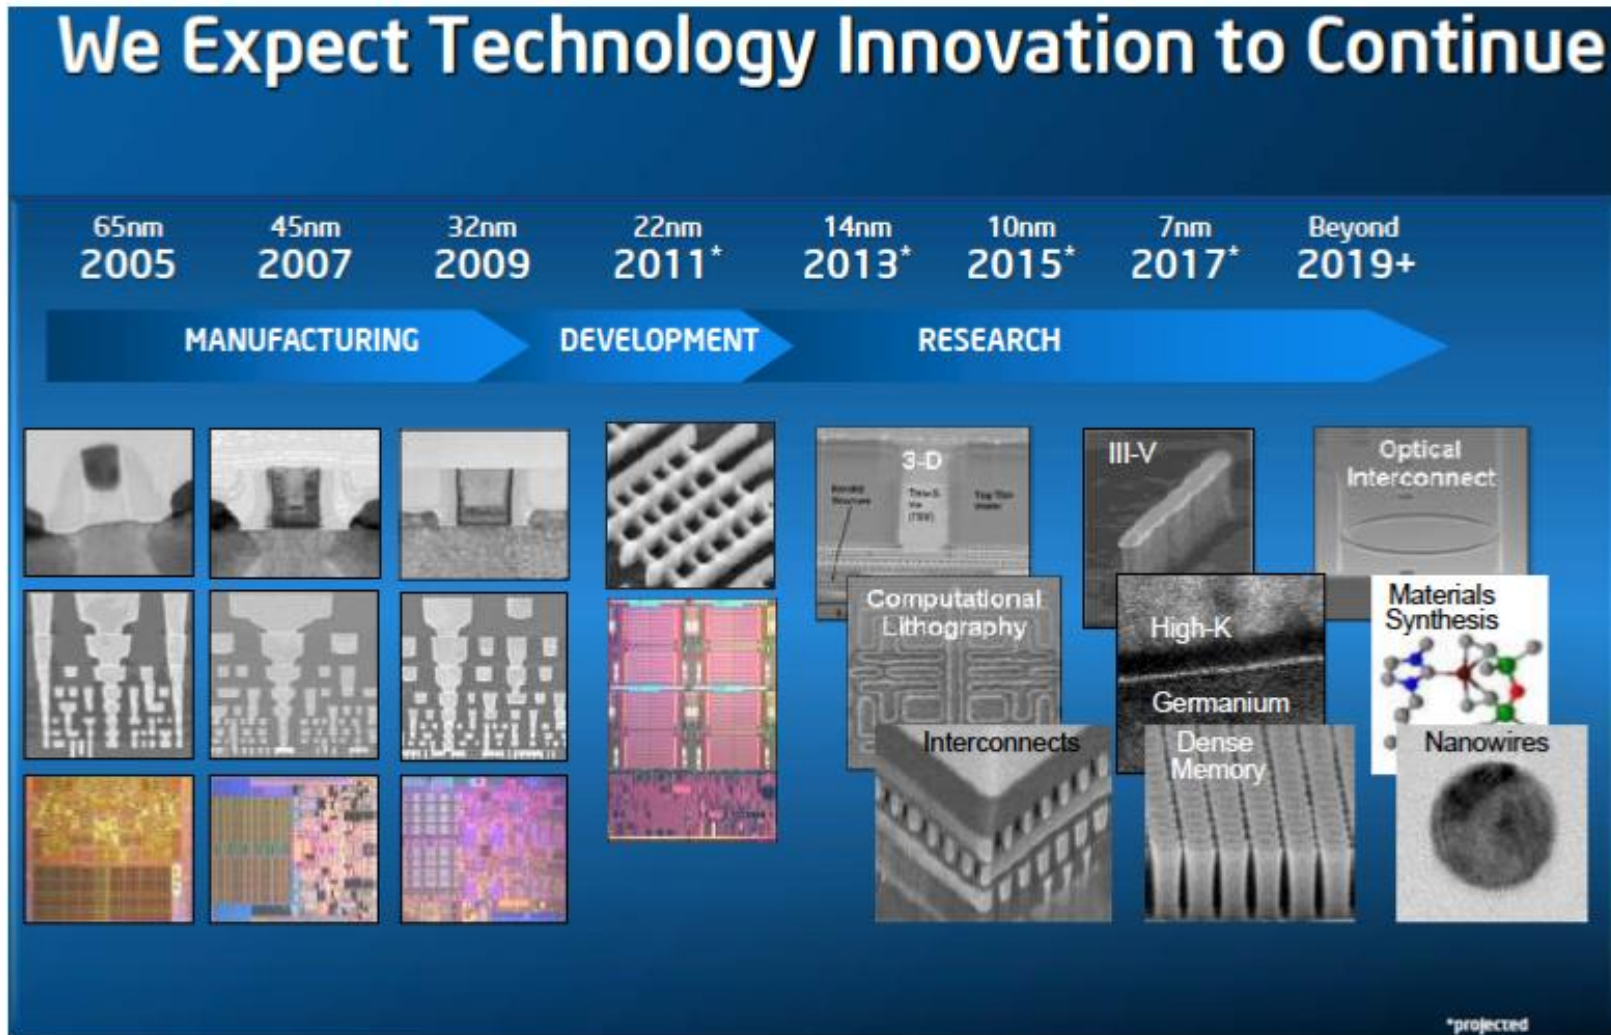 We Expect Technology Innovation to Continue
65nm
2005
45nm
2007
32nm
2009
22nm
2011*
14nm
2013*
10nm
2015*
7nm
2017*
Beyond
2019+
MANUFACTURING
DEVELOPMENT
RESEARCH
3-D
(TSV)
III-V
Optical
Interconnect
Computational
Lithography
High-K
Germanium
Materials
Synthesis
Interconnects
Dense
Memory
Nanowires
*projected